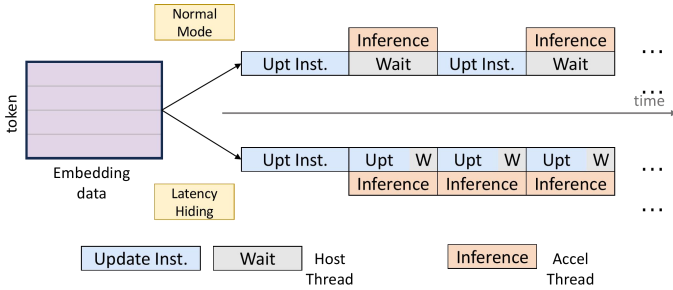 Normal
Mode
Inference
Inference
...
Upt Inst.
Wait
Upt Inst.
Wait
...
time
token
Embedding
data
Upt Inst.
Upt
W
Upt
W
Upt
W
...
Inference
Inference
Inference
...
Latency
Hiding
Update Inst.
Wait
Host
Thread
Inference
Accel
Thread